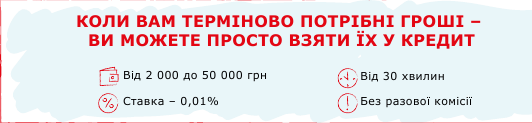 КОЛИ ВАМ ТЕРМІНОВО ПОТРІБНІ ГРОШІ –
ВИ МОЖЕТЕ ПРОСТО ВЗЯТИ ЇХ У КРЕДИТ
Від 2 000 до 50 000 грн
Від 30 хвилин
Ставка – 0,01%
Без разової комісії